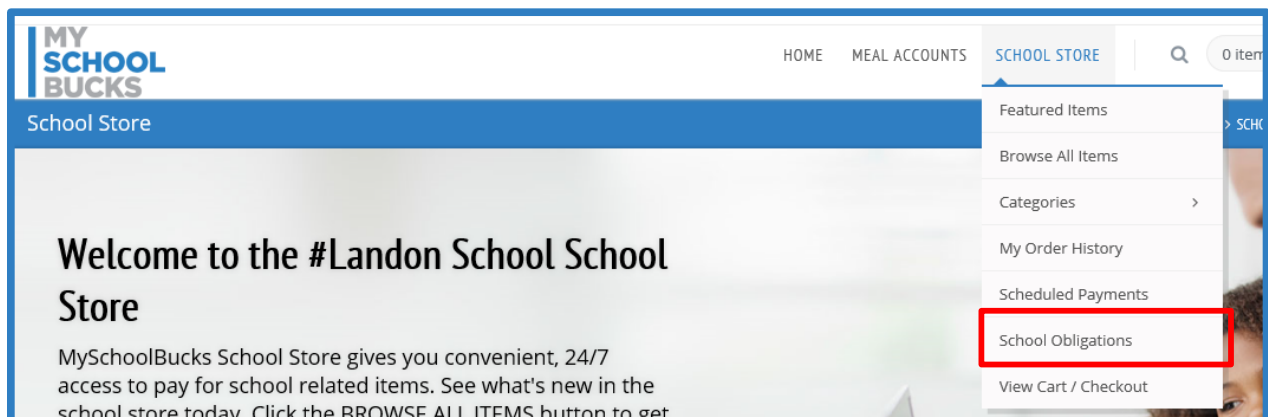 MY
SCHOOL
BUCKS
HOME MEAL ACCOUNTS SCHOOL STORE 0 item
School Store
> SCHO
Featured Items
Browse All Items
Categories >
My Order History
Scheduled Payments
School Obligations
View Cart / Checkout
Welcome to the #Landon School School
Store
MySchoolBucks School Store gives you convenient, 24/7
access to pay for school related items. See what's new in the
school store today. Click the BROWSE ALL ITEMS button to get